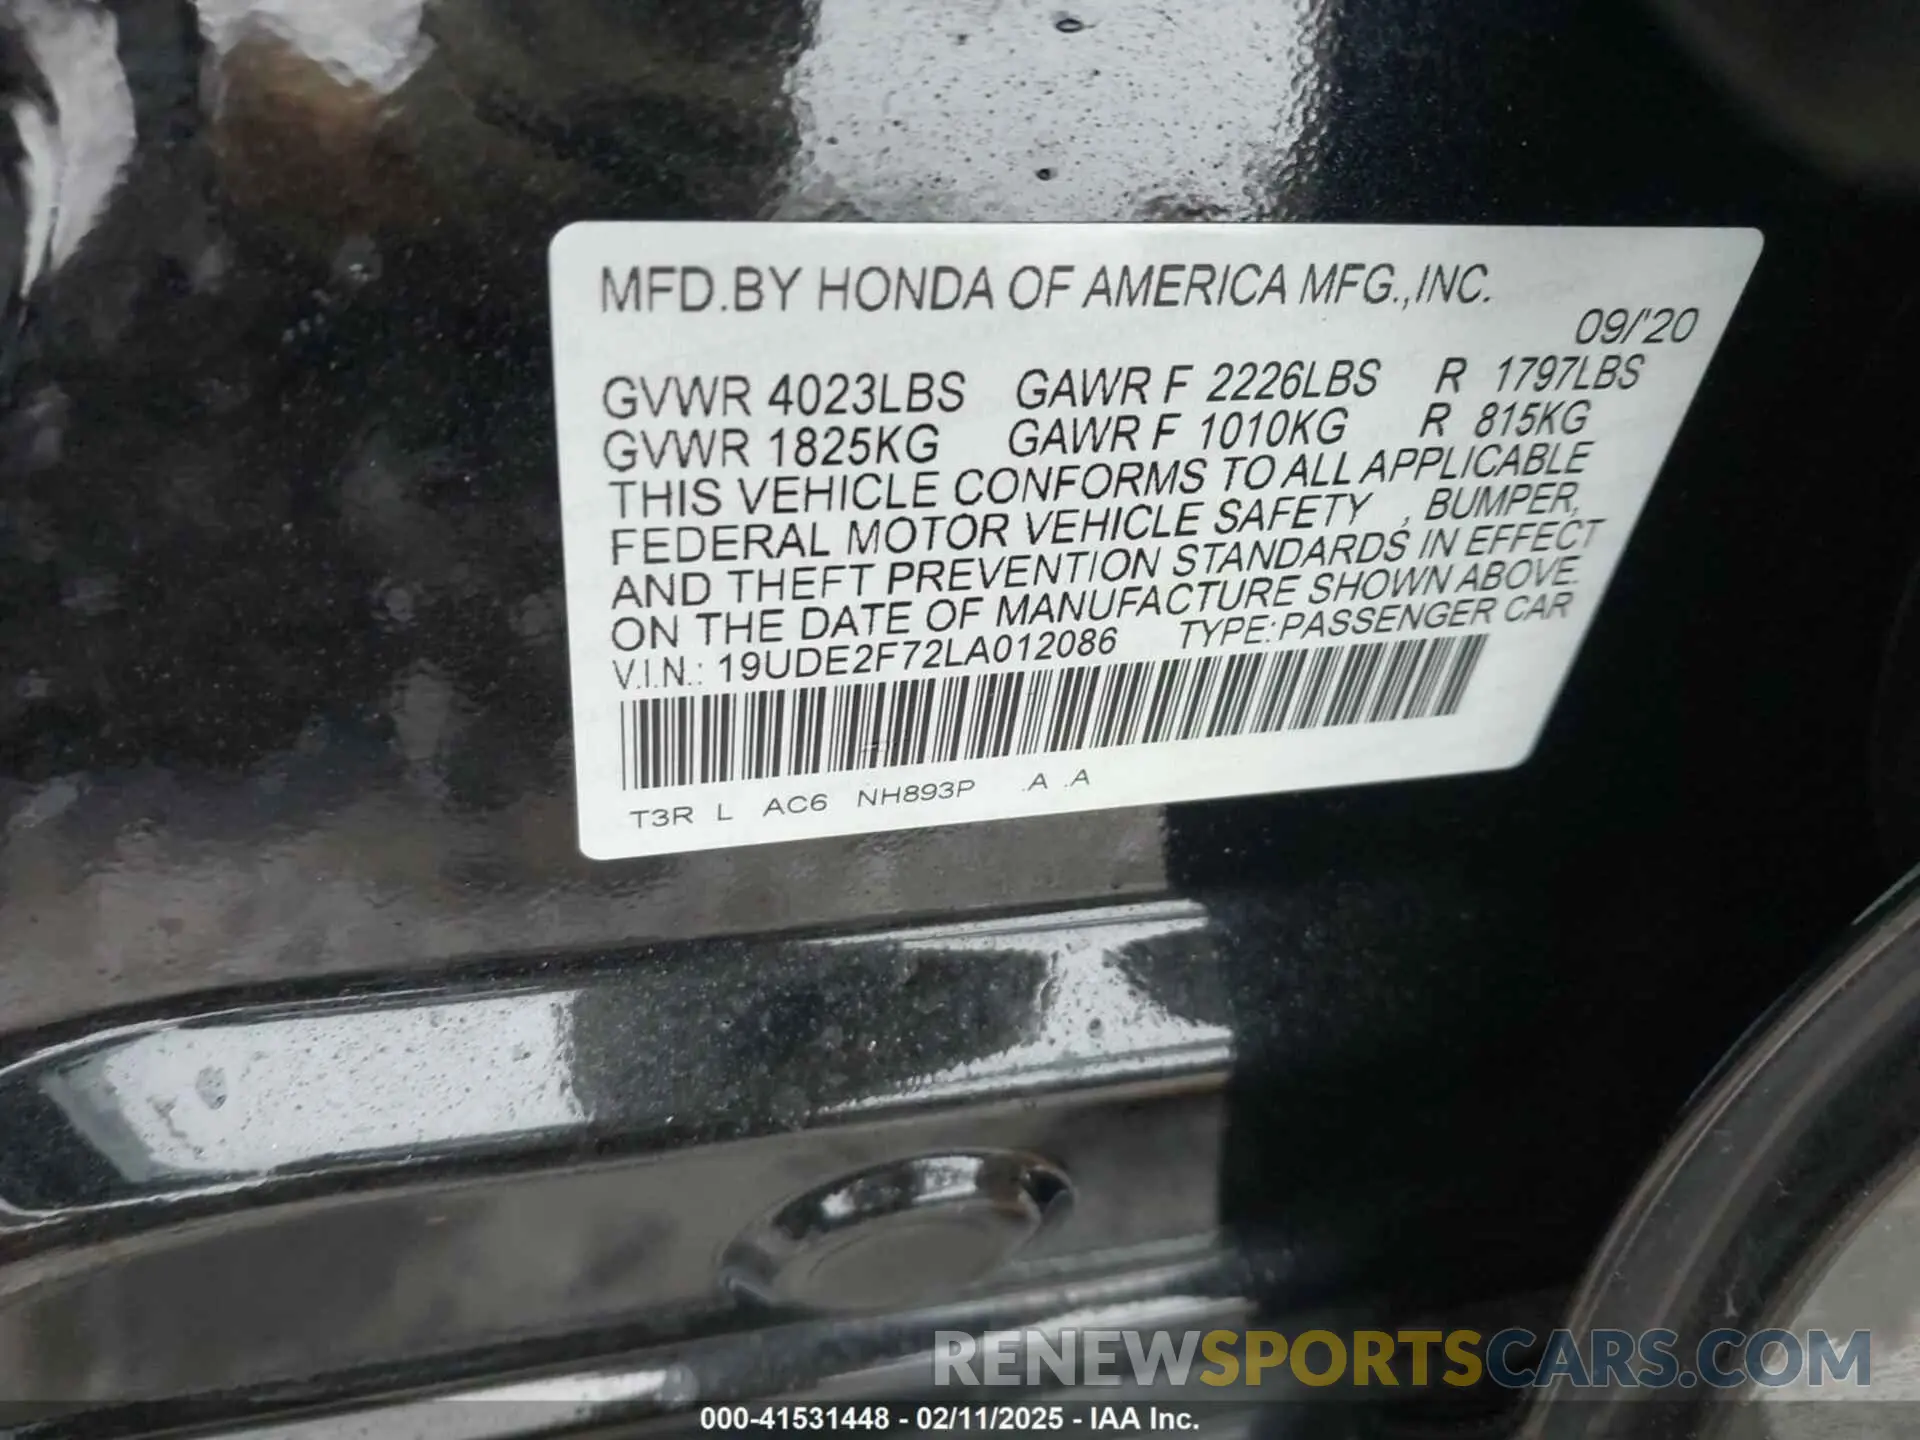 MFD.BY HONDA OF AMERICA MFG.,INC.
09/'20
GVWR 4023LBS GAWR F 2226LBS R 1797LBS
GVWR 1825KG GAWR F 1010KG R 815KG
THIS VEHICLE CONFORMS TO ALL APPLICABLE
FEDERAL MOTOR VEHICLE SAFETY , BUMPER,
AND THEFT PREVENTION STANDARDS IN EFFECT
ON THE DATE OF MANUFACTURE SHOWN ABOVE.
V.I.N.: 19UDE2F72LA012086 TYPE:PASSENGER CAR
T3R L AC6 NH893P .A .A
RENEWSPORTSCARS.COM
000-41531448 - 02/11/2025 - IAA Inc.